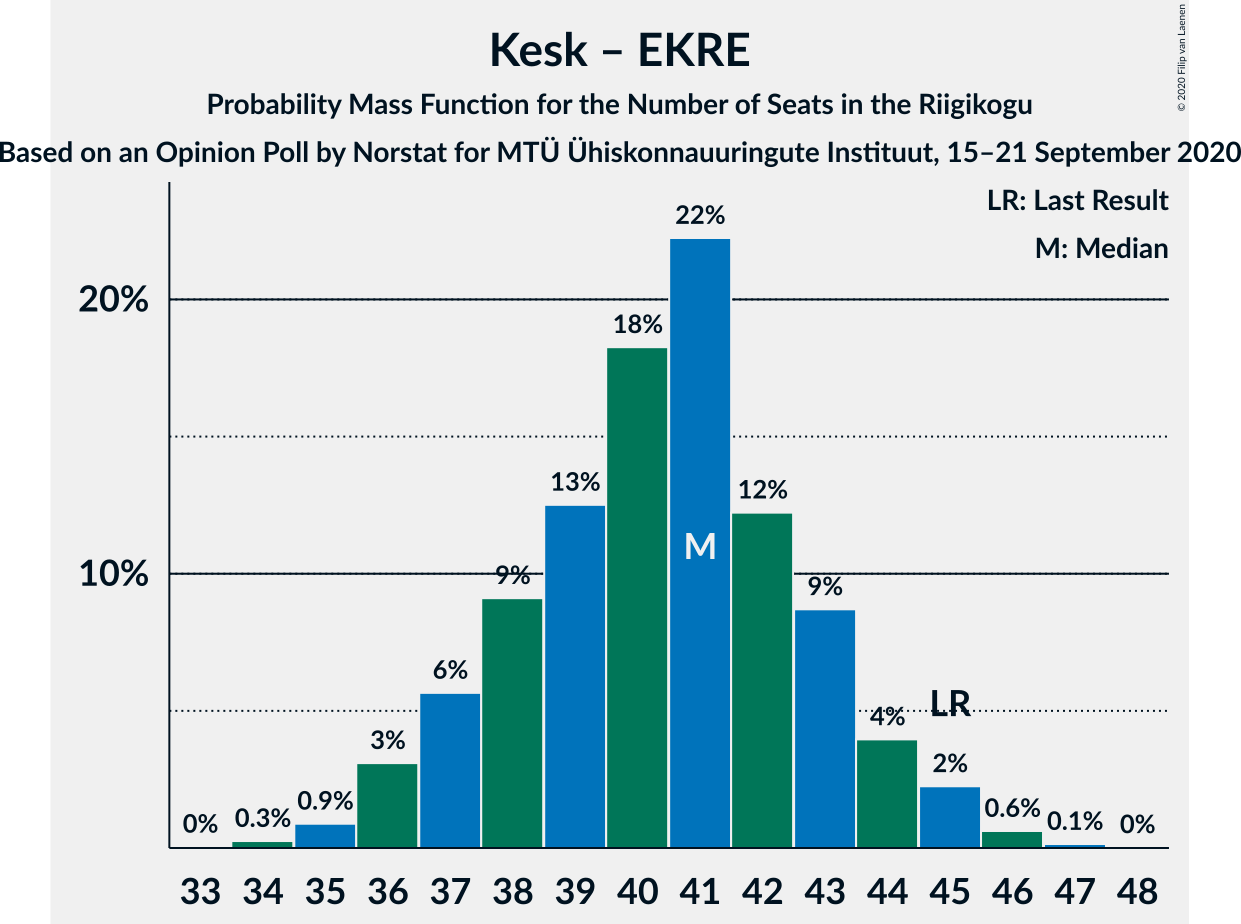 Kesk – EKRE
Probability Mass Function for the Number of Seats in the Riigikogu
Based on an Opinion Poll by Norstat for MTÜ Ühiskonnauuringute Instituut, 15–21 September 2020
© 2020 Filip van Laenen
LR: Last Result
M: Median
20%
10%
0%
0.3%
0.9%
3%
6%
9%
13%
18%
22%
M
12%
9%
4%
LR
2%
0.6%
0.1%
0%
33 34 35 36 37 38 39 40 41 42 43 44 45 46 47 48